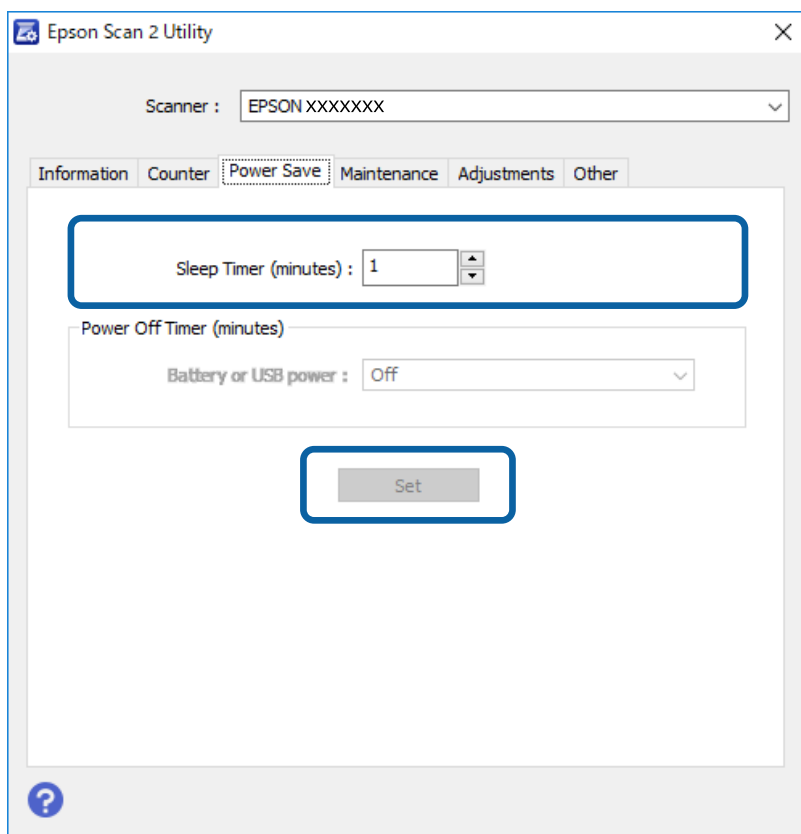 Epson Scan 2 Utility
Scanner : EPSON XXXXXXX
Information Counter Power Save Maintenance Adjustments Other
Sleep Timer (minutes) : 1
Power Off Timer (minutes)
Battery or USB power : Off
Set
?